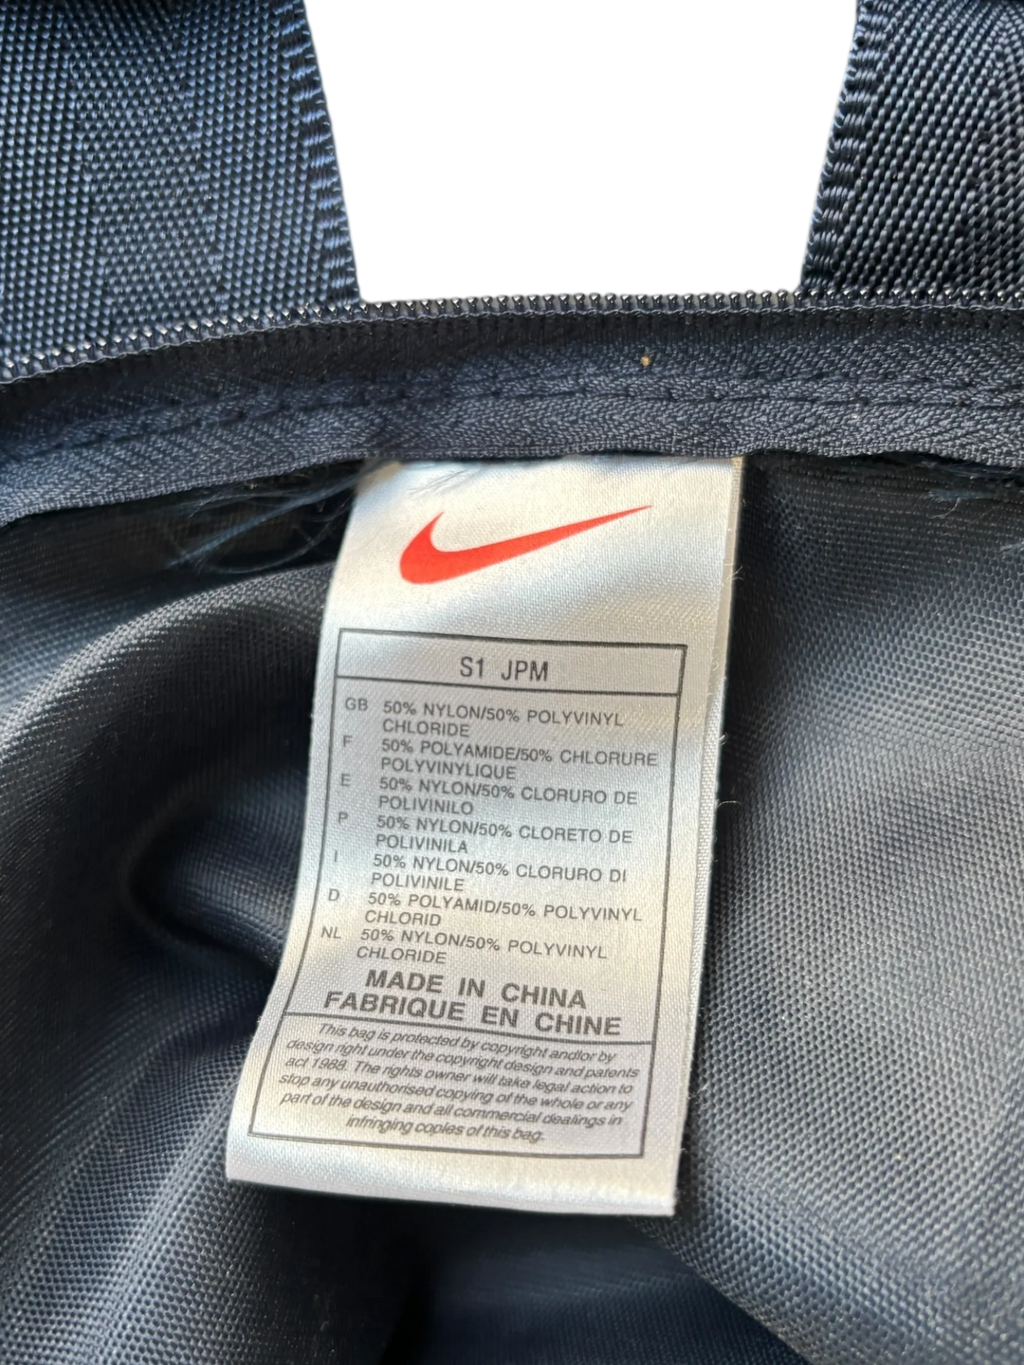 S1 JPM
GB 50% NYLON/50% POLYVINYL
CHLORIDE
F 50% POLYAMIDE/50% CHLORURE
POLYVINYLIQUE
E 50% NYLON/50% CLORURO DE
POLIVINILO
P 50% NYLON/50% CLORETO DE
POLIVINILA
I 50% NYLON/50% CLORURO DI
POLIVINILE
D 50% POLYAMID/50% POLYVINYL
CHLORID
NL 50% NYLON/50% POLYVINYL
CHLORIDE
MADE IN CHINA
FABRIQUE EN CHINE
This bag is protected by copyright and/or by
design right under the copyright design and patents
act 1988. The rights owner will take legal action to
stop any unauthorised copying of the whole or any
part of the design and all commercial dealings in
infringing copies of this bag.